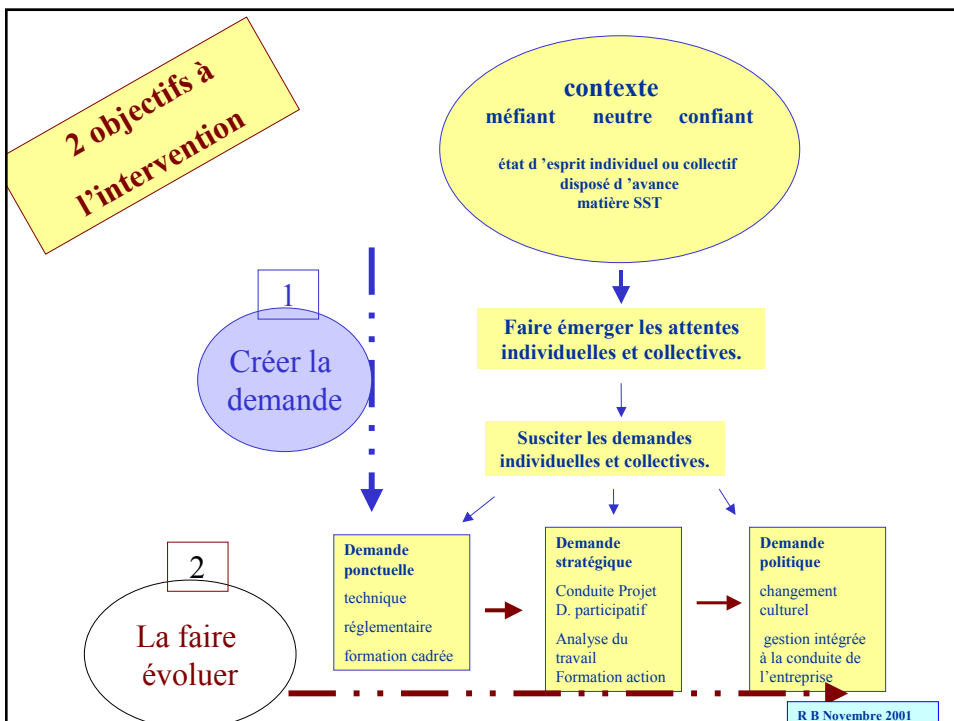 2 objectifs à
l’intervention
contexte
méfiant neutre confiant
état d ’esprit individuel ou collectif
disposé d ’avance
matière SST
1
Créer la
demande
Faire émerger les attentes
individuelles et collectives.
Susciter les demandes
individuelles et collectives.
2
La faire
évoluer
Demande
ponctuelle
technique
réglementaire
formation cadrée
Demande
stratégique
Conduite Projet
D. participatif
Analyse du
travail
Formation action
Demande
politique
changement
culturel
gestion intégrée
à la conduite de
l’entreprise
R B Novembre 2001